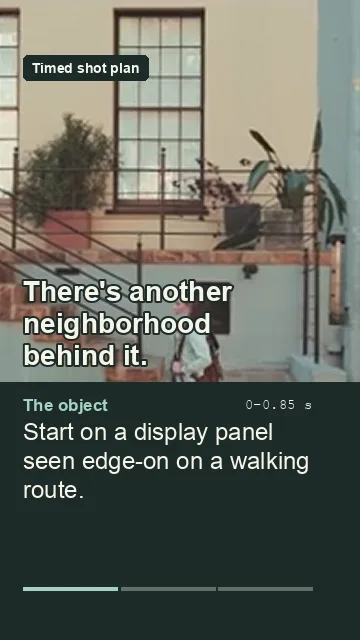 Timed shot plan
There's another
neighborhood
behind it.
The object 0–0.85 s
Start on a display panel
seen edge-on on a walking
route.